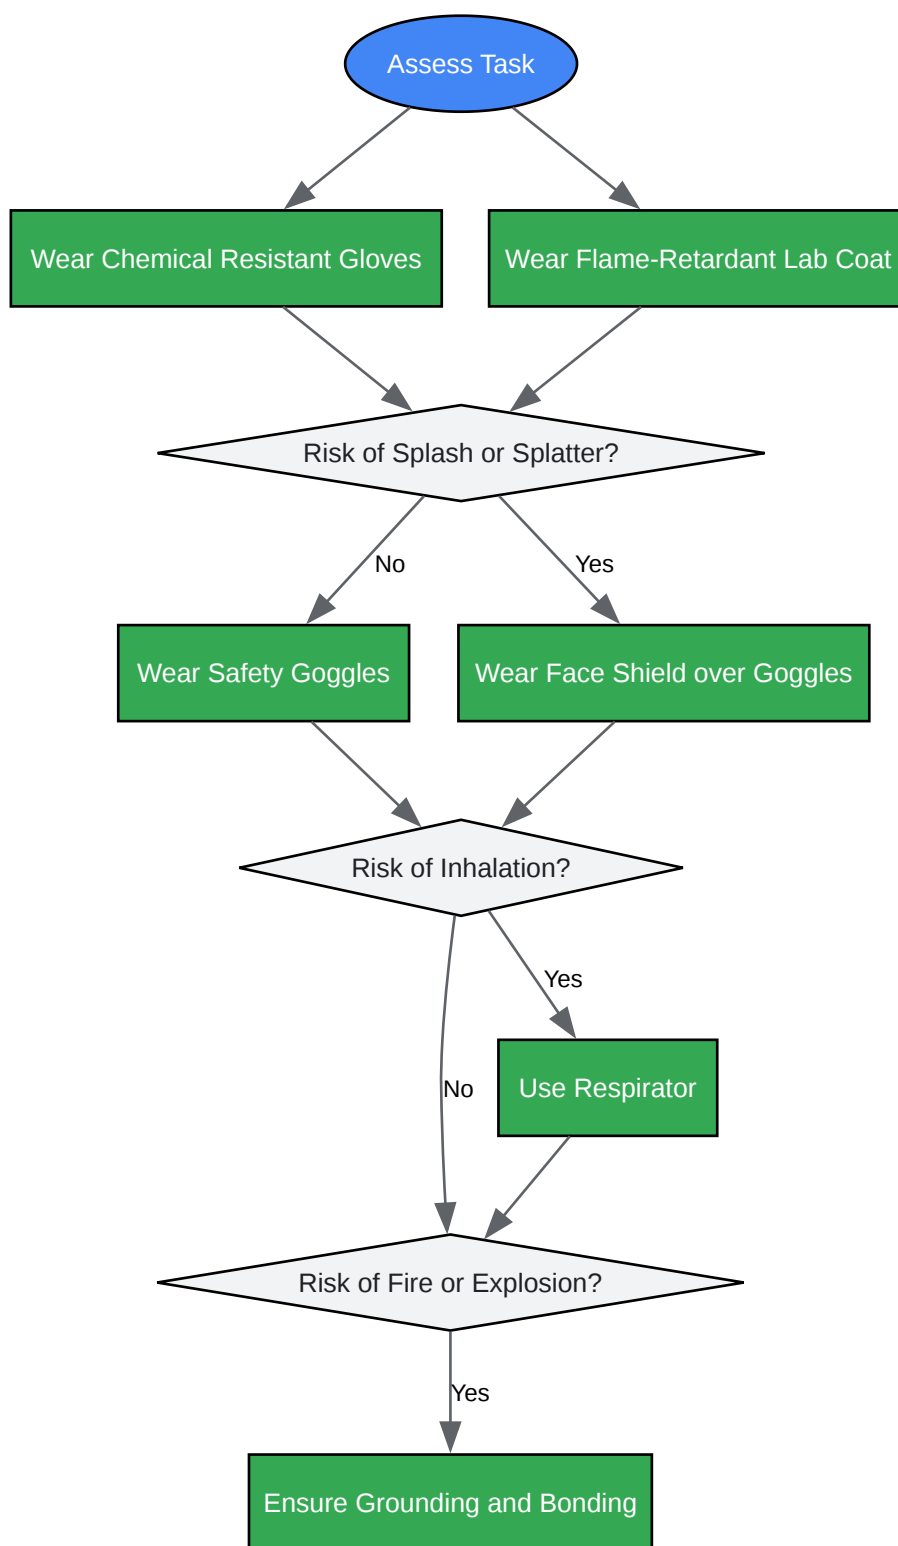 Assess Task
Wear Chemical Resistant Gloves
Wear Flame-Retardant Lab Coat
Risk of Splash or Splatter?
No
Yes
Wear Safety Goggles
Wear Face Shield over Goggles
Risk of Inhalation?
Yes
No
Use Respirator
Risk of Fire or Explosion?
Yes
Ensure Grounding and Bonding